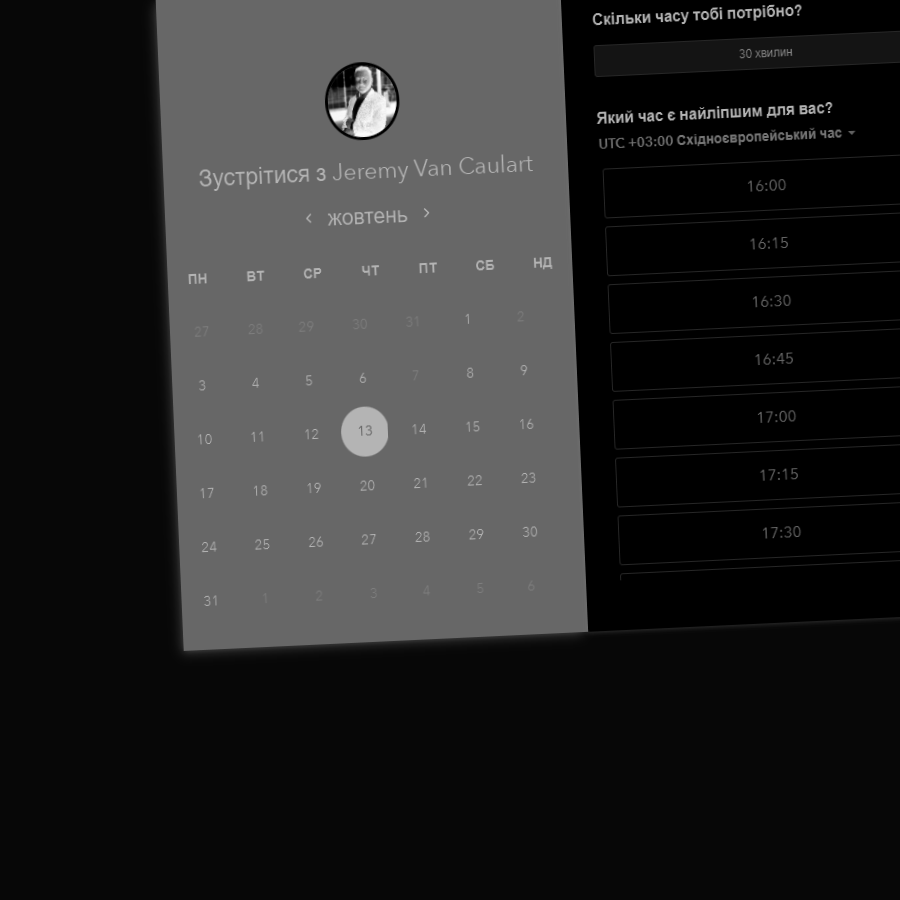 Зустрітися з Jeremy Van Caulart
‹ жовтень ›
ПН ВТ СР ЧТ ПТ СБ НД
27 28 29 30 31 1 2
3 4 5 6 7 8 9
10 11 12 13 14 15 16
17 18 19 20 21 22 23
24 25 26 27 28 29 30
31 1 2 3 4 5 6
Скільки часу тобі потрібно?
30 хвилин
Який час є найліпшим для вас?
UTC +03:00 Східноєвропейський час
16:00
16:15
16:30
16:45
17:00
17:15
17:30